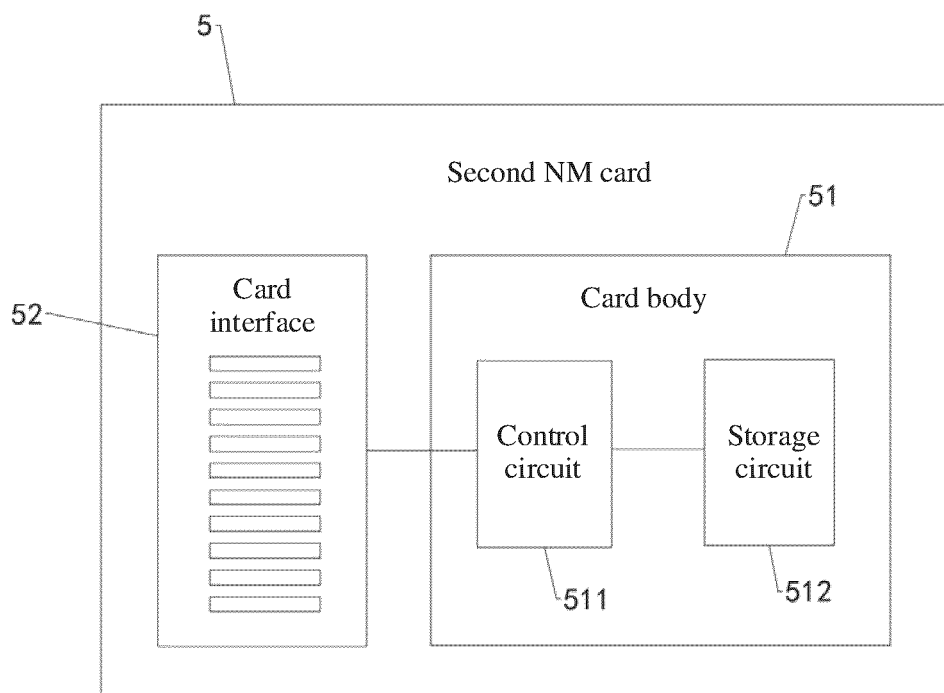 5
Second NM card
51
52
Card
interface
Card body
Control
circuit
Storage
circuit
511
512